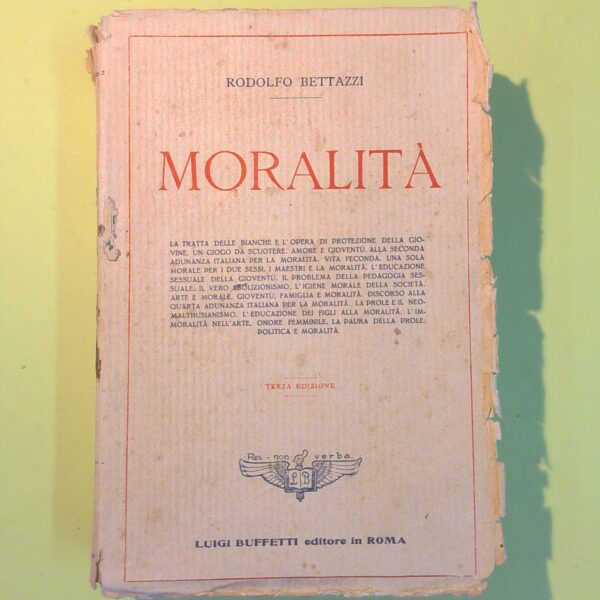 RODOLFO BETTAZZI
MORALITÀ
LA TRATTA DELLE BIANCHE E L'OPERA DI PROTEZIONE DELLA GIO-
VINE. UN GIOGO DA SCUOTERE. AMORE E GIOVENTÙ. ALLA SECONDA
ADUNANZA ITALIANA PER LA MORALITÀ. VITA FECONDA. UNA SOLA
MORALE PER I DUE SESSI. I MAESTRI E LA MORALITÀ. L'EDUCAZIONE
SESSUALE DELLA GIOVENTÙ. IL PROBLEMA DELLA PEDAGOGIA SES-
SUALE. IL VERO ABOLIZIONISMO. L'IGIENE MORALE DELLA SOCIETÀ.
ARTE E MORALE. GIOVENTÙ, FAMIGLIA E MORALITÀ. DISCORSO ALLA
QUARTA ADUNANZA ITALIANA PER LA MORALITÀ. LA PROLE E IL NEO-
MALTHUSIANISMO. L'EDUCAZIONE DEI FIGLI ALLA MORALITÀ. L'IM-
MORALITÀ NELL'ARTE. ONORE FEMMINILE. LA PAURA DELLA PROLE.
POLITICA E MORALITÀ.
TERZA EDIZIONE
Res - non verba
L B
LUIGI BUFFETTI editore in ROMA